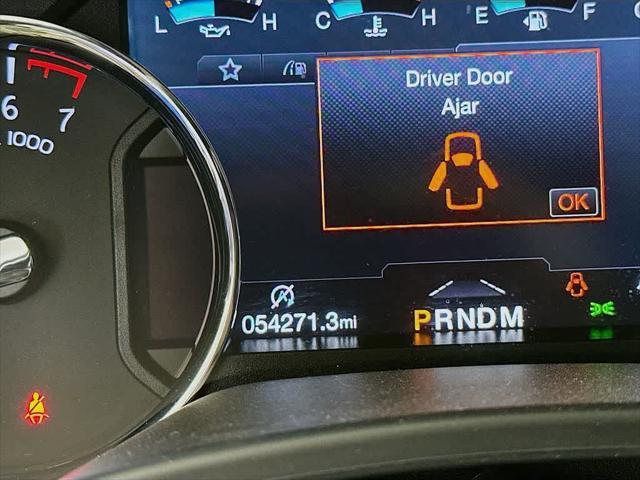 L H C H E F
Driver Door
Ajar
OK
6
7
1000
054271.3mi
PRNDM